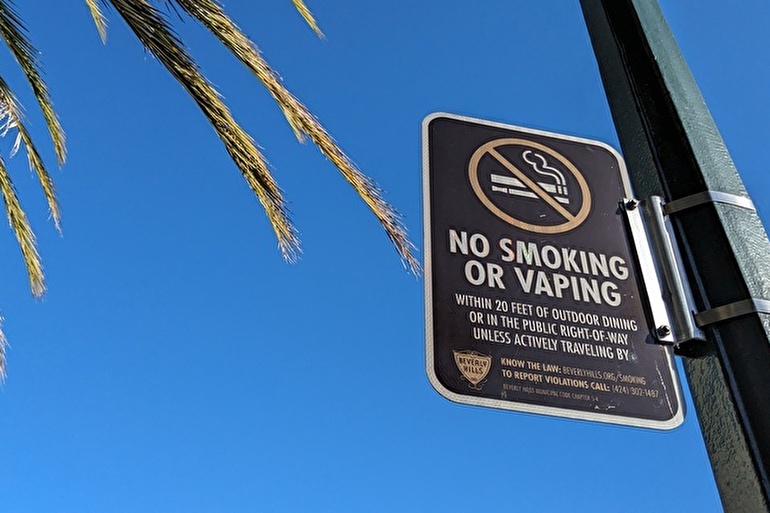 NO SMOKING
OR VAPING
WITHIN 20 FEET OF OUTDOOR DINING
OR IN THE PUBLIC RIGHT-OF-WAY
UNLESS ACTIVELY TRAVELING BY
BEVERLY
HILLS
KNOW THE LAW: BEVERLYHILLS.ORG/SMOKING
TO REPORT VIOLATIONS CALL: (424) 302-1487
BEVERLY HILLS MUNICIPAL CODE CHAPTER 5-4